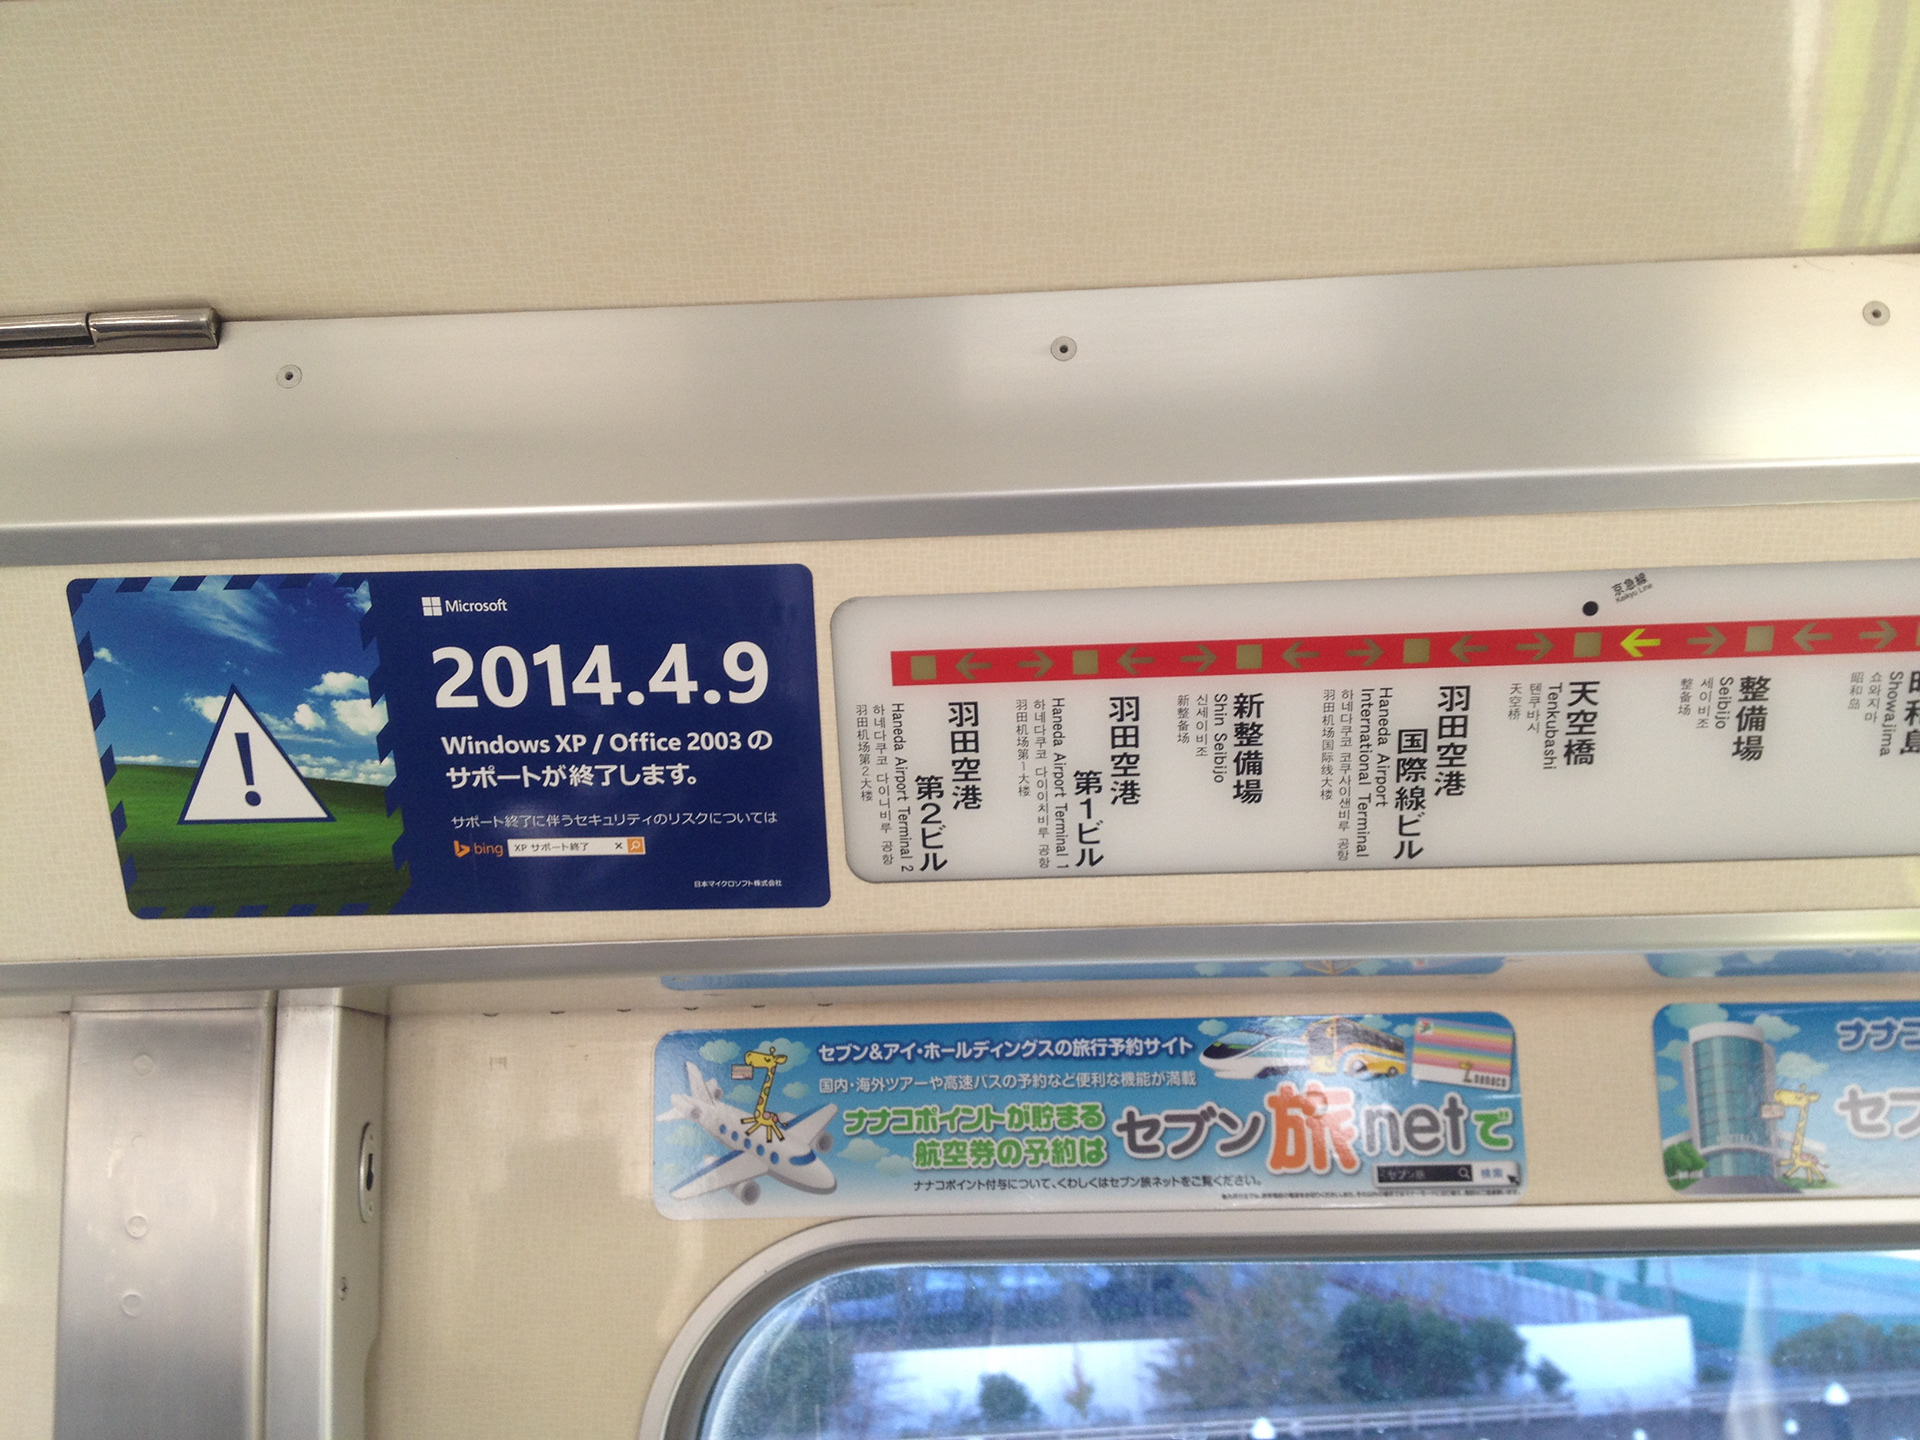 Microsoft
2014.4.9
Windows XP / Office 2003 の
サポートが終了します。
サポート終了に伴うセキュリティのリスクについては
bing XP サポート終了 ×
日本マイクロソフト株式会社
京急線
Keikyu Line
羽田空港
第2ビル
Haneda Airport Terminal 2
하네다쿠코 다이니비루 공항
羽田机场第2大楼
羽田空港
第1ビル
Haneda Airport Terminal 1
하네다쿠코 다이이치비루 공항
羽田机场第1大楼
新整備場
Shin Seibijo
신세이비조
新整备场
羽田空港
国際線ビル
Haneda Airport
International Terminal
하네다쿠코 코쿠사이센비루 공항
羽田机场国际线大楼
天空橋
Tenkubashi
텐쿠바시
天空桥
整備場
Seibijo
세이비조
整备场
昭和島
Showajima
쇼와지마
昭和岛
セブン&アイ・ホールディングスの旅行予約サイト
国内・海外ツアーや高速バスの予約など便利な機能が満載
ナナコポイントが貯まる
航空券の予約は
セブン旅netで
セブン旅 検索
ナナコポイント付与について、くわしくはセブン旅ネットをご覧ください。
nanaco
ナナコ
セブ